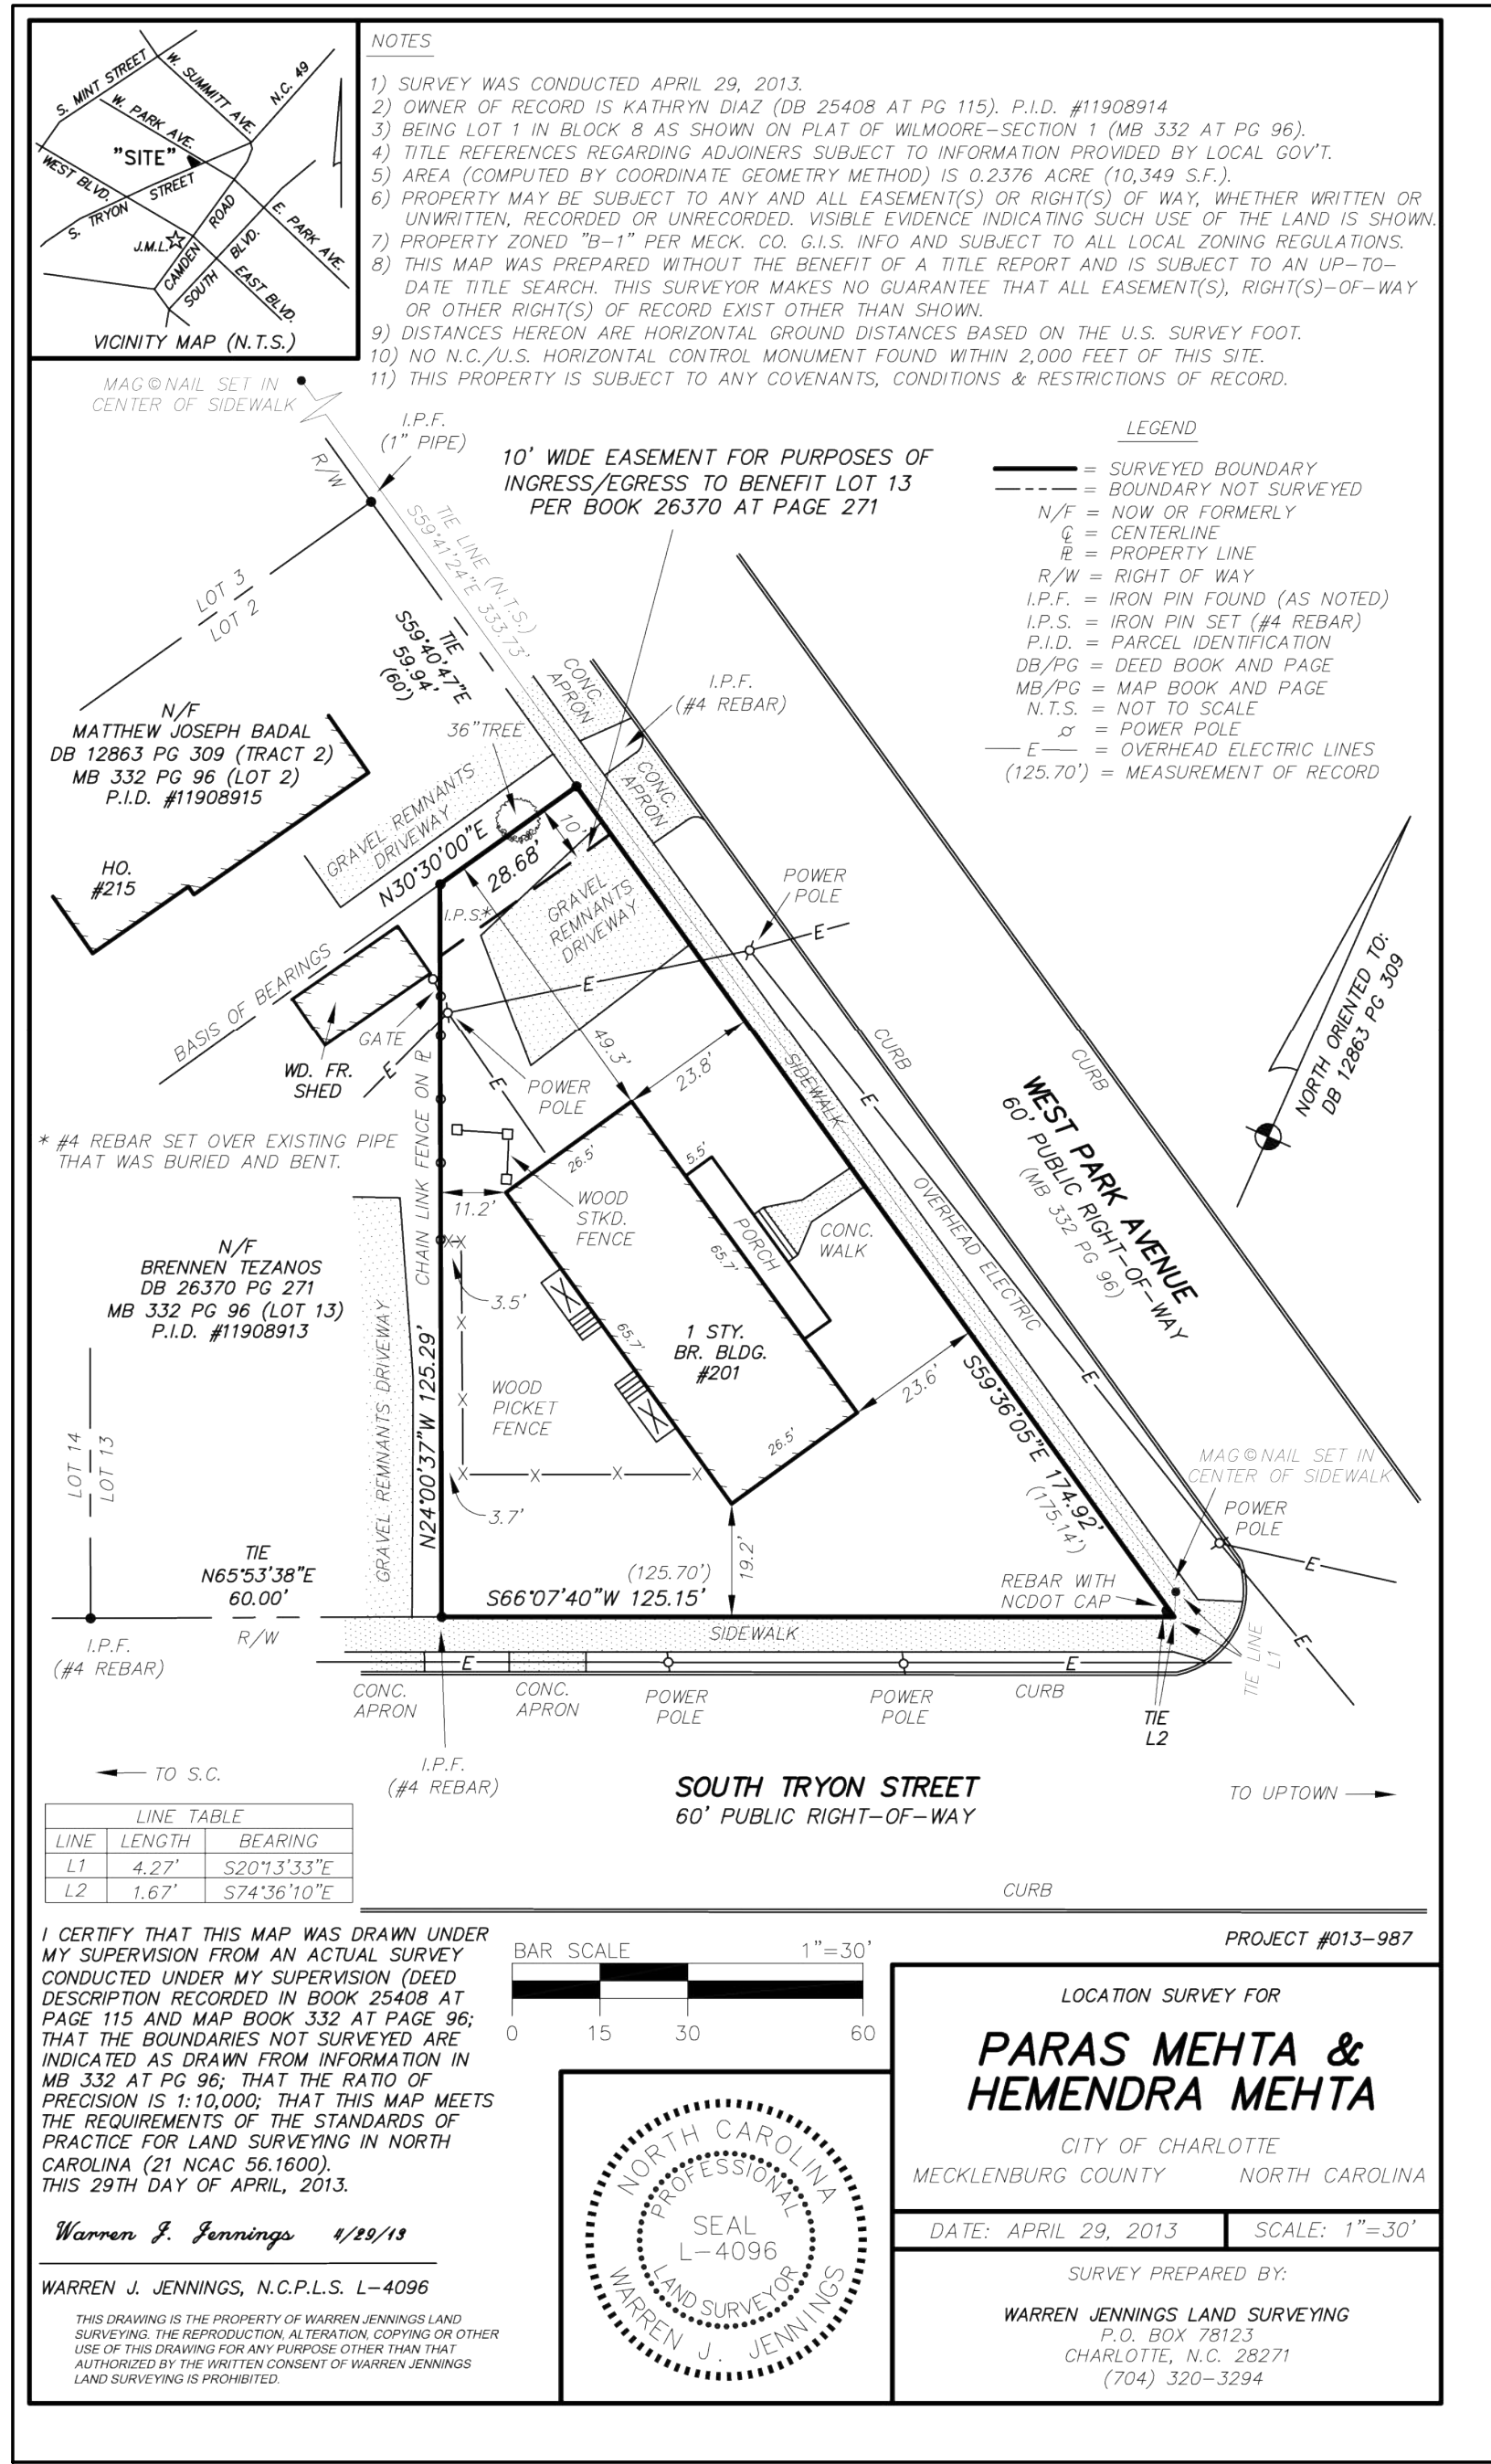 S. MINT STREET
W. SUMMITT AVE.
N.C. 49
W. PARK AVE.
"SITE"
WEST BLVD.
S. TRYON STREET
J.M.L.
CAMDEN ROAD
SOUTH BLVD.
E. PARK AVE.
EAST BLVD.
VICINITY MAP (N.T.S.)
NOTES
1) SURVEY WAS CONDUCTED APRIL 29, 2013.
2) OWNER OF RECORD IS KATHRYN DIAZ (DB 25408 AT PG 115). P.I.D. #11908914
3) BEING LOT 1 IN BLOCK 8 AS SHOWN ON PLAT OF WILMOORE-SECTION 1 (MB 332 AT PG 96).
4) TITLE REFERENCES REGARDING ADJOINERS SUBJECT TO INFORMATION PROVIDED BY LOCAL GOV'T.
5) AREA (COMPUTED BY COORDINATE GEOMETRY METHOD) IS 0.2376 ACRE (10,349 S.F.).
6) PROPERTY MAY BE SUBJECT TO ANY AND ALL EASEMENT(S) OR RIGHT(S) OF WAY, WHETHER WRITTEN OR
UNWRITTEN, RECORDED OR UNRECORDED. VISIBLE EVIDENCE INDICATING SUCH USE OF THE LAND IS SHOWN.
7) PROPERTY ZONED "B-1" PER MECK. CO. G.I.S. INFO AND SUBJECT TO ALL LOCAL ZONING REGULATIONS.
8) THIS MAP WAS PREPARED WITHOUT THE BENEFIT OF A TITLE REPORT AND IS SUBJECT TO AN UP-TO-
DATE TITLE SEARCH. THIS SURVEYOR MAKES NO GUARANTEE THAT ALL EASEMENT(S), RIGHT(S)-OF-WAY
OR OTHER RIGHT(S) OF RECORD EXIST OTHER THAN SHOWN.
9) DISTANCES HEREON ARE HORIZONTAL GROUND DISTANCES BASED ON THE U.S. SURVEY FOOT.
10) NO N.C./U.S. HORIZONTAL CONTROL MONUMENT FOUND WITHIN 2,000 FEET OF THIS SITE.
11) THIS PROPERTY IS SUBJECT TO ANY COVENANTS, CONDITIONS & RESTRICTIONS OF RECORD.
MAG © NAIL SET IN
CENTER OF SIDEWALK
I.P.F.
(1" PIPE)
R/W
10' WIDE EASEMENT FOR PURPOSES OF
INGRESS/EGRESS TO BENEFIT LOT 13
PER BOOK 26370 AT PAGE 271
LEGEND
= SURVEYED BOUNDARY
= BOUNDARY NOT SURVEYED
N/F = NOW OR FORMERLY
℄ = CENTERLINE
⅊ = PROPERTY LINE
R/W = RIGHT OF WAY
I.P.F. = IRON PIN FOUND (AS NOTED)
I.P.S. = IRON PIN SET (#4 REBAR)
P.I.D. = PARCEL IDENTIFICATION
DB/PG = DEED BOOK AND PAGE
MB/PG = MAP BOOK AND PAGE
N.T.S. = NOT TO SCALE
= POWER POLE
E = OVERHEAD ELECTRIC LINES
(125.70') = MEASUREMENT OF RECORD
TIE LINE (N.T.S.)
S59°41'24"E 333.73'
LOT 3
LOT 2
TIE
S59°40'47"E
59.94'
(60')
CONC.
APRON
I.P.F.
(#4 REBAR)
N/F
MATTHEW JOSEPH BADAL
DB 12863 PG 309 (TRACT 2)
MB 332 PG 96 (LOT 2)
P.I.D. #11908915
36" TREE
CONC.
APRON
GRAVEL REMNANTS
DRIVEWAY
HO.
#215
N30°30'00"E
28.68'
10'
I.P.S.*
GRAVEL
REMNANTS
DRIVEWAY
POWER
POLE
E
E
BASIS OF BEARINGS
GATE
WD. FR.
SHED
E
E
POWER
POLE
49.3'
23.8'
SIDEWALK
CURB
E
CURB
NORTH ORIENTED TO:
DB 12863 PG 309
WEST PARK AVENUE
60' PUBLIC RIGHT-OF-WAY
(MB 332 PG 96)
* #4 REBAR SET OVER EXISTING PIPE
THAT WAS BURIED AND BENT.
CHAIN LINK FENCE ON ⅊
11.2'
26.5'
WOOD
STKD.
FENCE
5.5'
65.7'
PORCH
CONC.
WALK
OVERHEAD ELECTRIC
N/F
BRENNEN TEZANOS
DB 26370 PG 271
MB 332 PG 96 (LOT 13)
P.I.D. #11908913
3.5'
65.7'
1 STY.
BR. BLDG.
#201
GRAVEL REMNANTS DRIVEWAY
N24°00'37"W 125.29'
WOOD
PICKET
FENCE
23.6'
26.5'
S59°36'05"E 174.92'
(175.14')
E
LOT 14
LOT 13
3.7'
MAG © NAIL SET IN
CENTER OF SIDEWALK
POWER
POLE
E
TIE
N65°53'38"E
60.00'
(125.70')
S66°07'40"W 125.15'
19.2'
REBAR WITH
NCDOT CAP
I.P.F.
(#4 REBAR)
R/W
SIDEWALK
E
E
E
TIE LINE
L1
CONC.
APRON
CONC.
APRON
POWER
POLE
POWER
POLE
CURB
TIE
L2
I.P.F.
(#4 REBAR)
TO S.C.
SOUTH TRYON STREET
60' PUBLIC RIGHT-OF-WAY
TO UPTOWN
LINE TABLE
LINE LENGTH BEARING
L1 4.27' S20°13'33"E
L2 1.67' S74°36'10"E
CURB
I CERTIFY THAT THIS MAP WAS DRAWN UNDER
MY SUPERVISION FROM AN ACTUAL SURVEY
CONDUCTED UNDER MY SUPERVISION (DEED
DESCRIPTION RECORDED IN BOOK 25408 AT
PAGE 115 AND MAP BOOK 332 AT PAGE 96;
THAT THE BOUNDARIES NOT SURVEYED ARE
INDICATED AS DRAWN FROM INFORMATION IN
MB 332 AT PG 96; THAT THE RATIO OF
PRECISION IS 1:10,000; THAT THIS MAP MEETS
THE REQUIREMENTS OF THE STANDARDS OF
PRACTICE FOR LAND SURVEYING IN NORTH
CAROLINA (21 NCAC 56.1600).
THIS 29TH DAY OF APRIL, 2013.
Warren J. Jennings 4/29/13
WARREN J. JENNINGS, N.C.P.L.S. L-4096
THIS DRAWING IS THE PROPERTY OF WARREN JENNINGS LAND
SURVEYING. THE REPRODUCTION, ALTERATION, COPYING OR OTHER
USE OF THIS DRAWING FOR ANY PURPOSE OTHER THAN THAT
AUTHORIZED BY THE WRITTEN CONSENT OF WARREN JENNINGS
LAND SURVEYING IS PROHIBITED.
BAR SCALE 1"=30'
0 15 30 60
NORTH CAROLINA
PROFESSIONAL
SEAL
L-4096
LAND SURVEYOR
WARREN J. JENNINGS
PROJECT #013-987
LOCATION SURVEY FOR
PARAS MEHTA &
HEMENDRA MEHTA
CITY OF CHARLOTTE
MECKLENBURG COUNTY NORTH CAROLINA
DATE: APRIL 29, 2013 SCALE: 1"=30'
SURVEY PREPARED BY:
WARREN JENNINGS LAND SURVEYING
P.O. BOX 78123
CHARLOTTE, N.C. 28271
(704) 320-3294